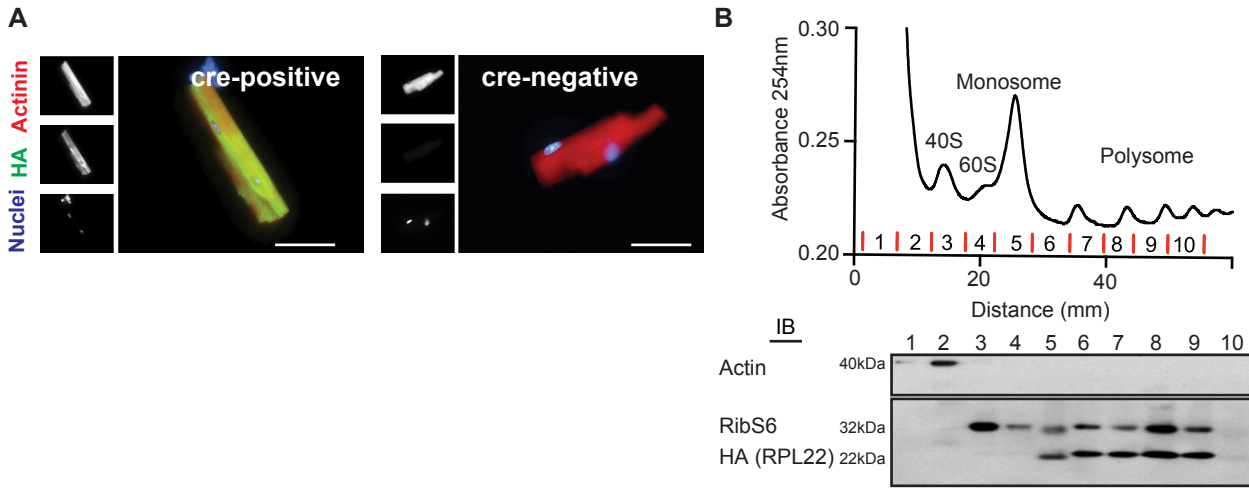 A
Nuclei HA Actinin
cre-positive
cre-negative
B
Absorbance 254nm
0.30
0.25
0.20
Monosome
40S
60S
Polysome
1 2 3 4 5 6 7 8 9 10
0 20 40
Distance (mm)
IB
1 2 3 4 5 6 7 8 9 10
Actin 40kDa
RibS6 32kDa
HA (RPL22) 22kDa